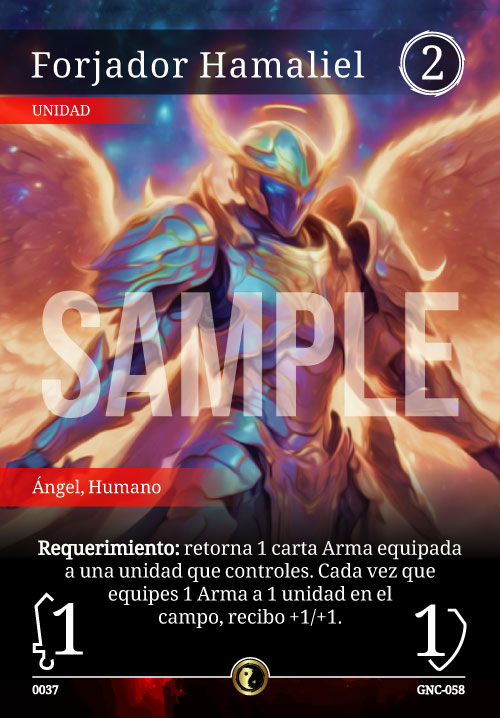 Forjador Hamaliel
2
UNIDAD
SAMPLE
Ángel, Humano
Requerimiento: retorna 1 carta Arma equipada
a una unidad que controles. Cada vez que
equipes 1 Arma a 1 unidad en el
campo, recibo +1/+1.
1
1
0037
GNC-058